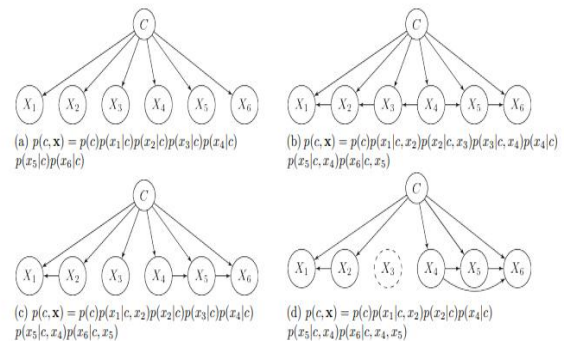 C
C
X1 X2 X3 X4 X5 X6
X1 X2 X3 X4 X5 X6
(a) p(c, x) = p(c)p(x1|c)p(x2|c)p(x3|c)p(x4|c)
p(x5|c)p(x6|c)
(b) p(c, x) = p(c)p(x1|c, x2)p(x2|c, x3)p(x3|c, x4)p(x4|c)
p(x5|c, x4)p(x6|c, x5)
C
C
X1 X2 X3 X4 X5 X6
X1 X2 X3 X4 X5 X6
(c) p(c, x) = p(c)p(x1|c, x2)p(x2|c)p(x3|c)p(x4|c)
p(x5|c, x4)p(x6|c, x5)
(d) p(c, x) = p(c)p(x1|c, x2)p(x2|c)p(x4|c)
p(x5|c, x4)p(x6|c, x4, x5)